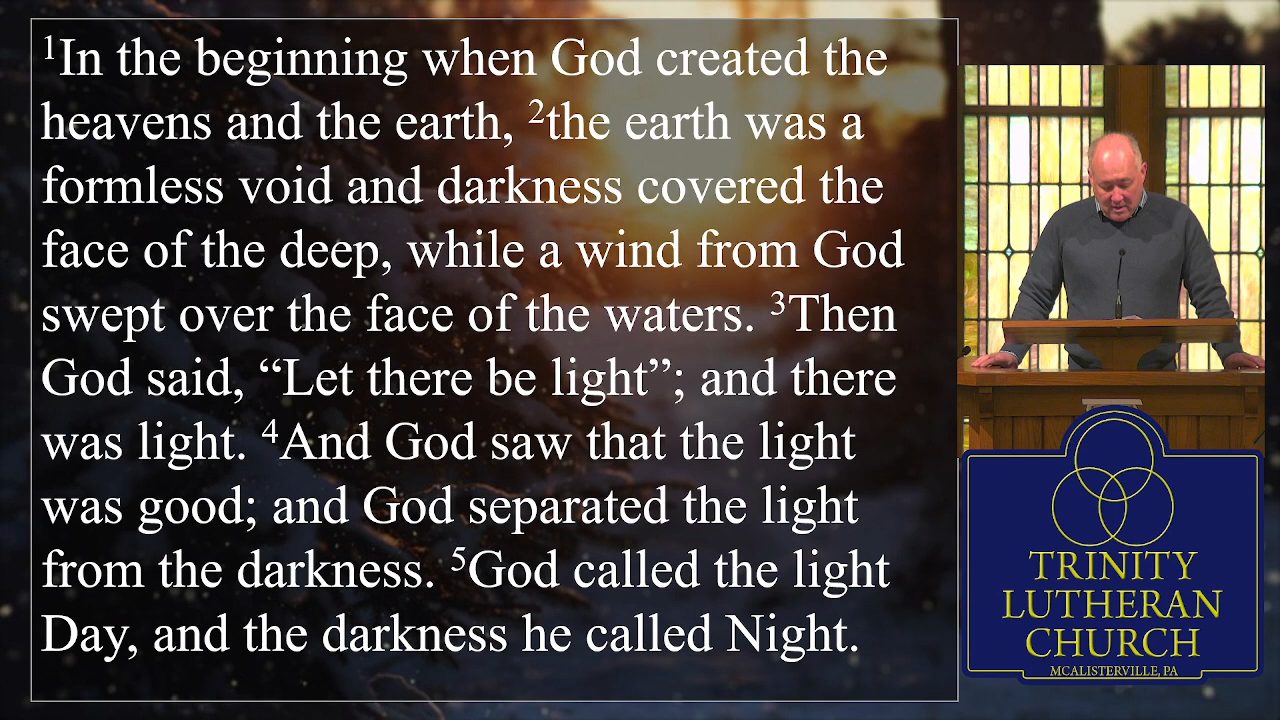 ¹In the beginning when God created the
heavens and the earth, ²the earth was a
formless void and darkness covered the
face of the deep, while a wind from God
swept over the face of the waters. ³Then
God said, “Let there be light”; and there
was light. ⁴And God saw that the light
was good; and God separated the light
from the darkness. ⁵God called the light
Day, and the darkness he called Night.
TRINITY
LUTHERAN
CHURCH
MCALISTERVILLE, PA